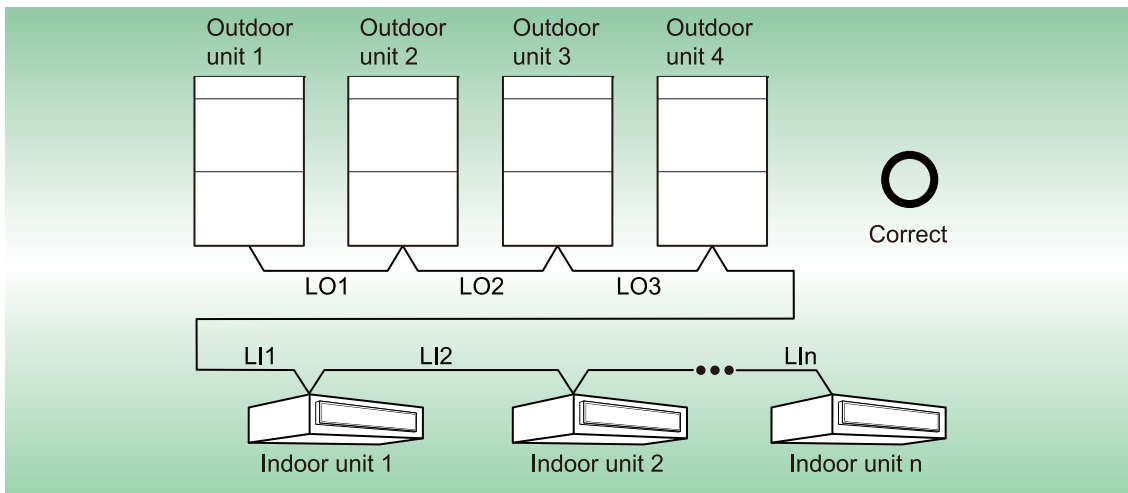 Outdoor
unit 1
Outdoor
unit 2
Outdoor
unit 3
Outdoor
unit 4
Correct
LO1
LO2
LO3
LI1
LI2
LIn
Indoor unit 1
Indoor unit 2
Indoor unit n